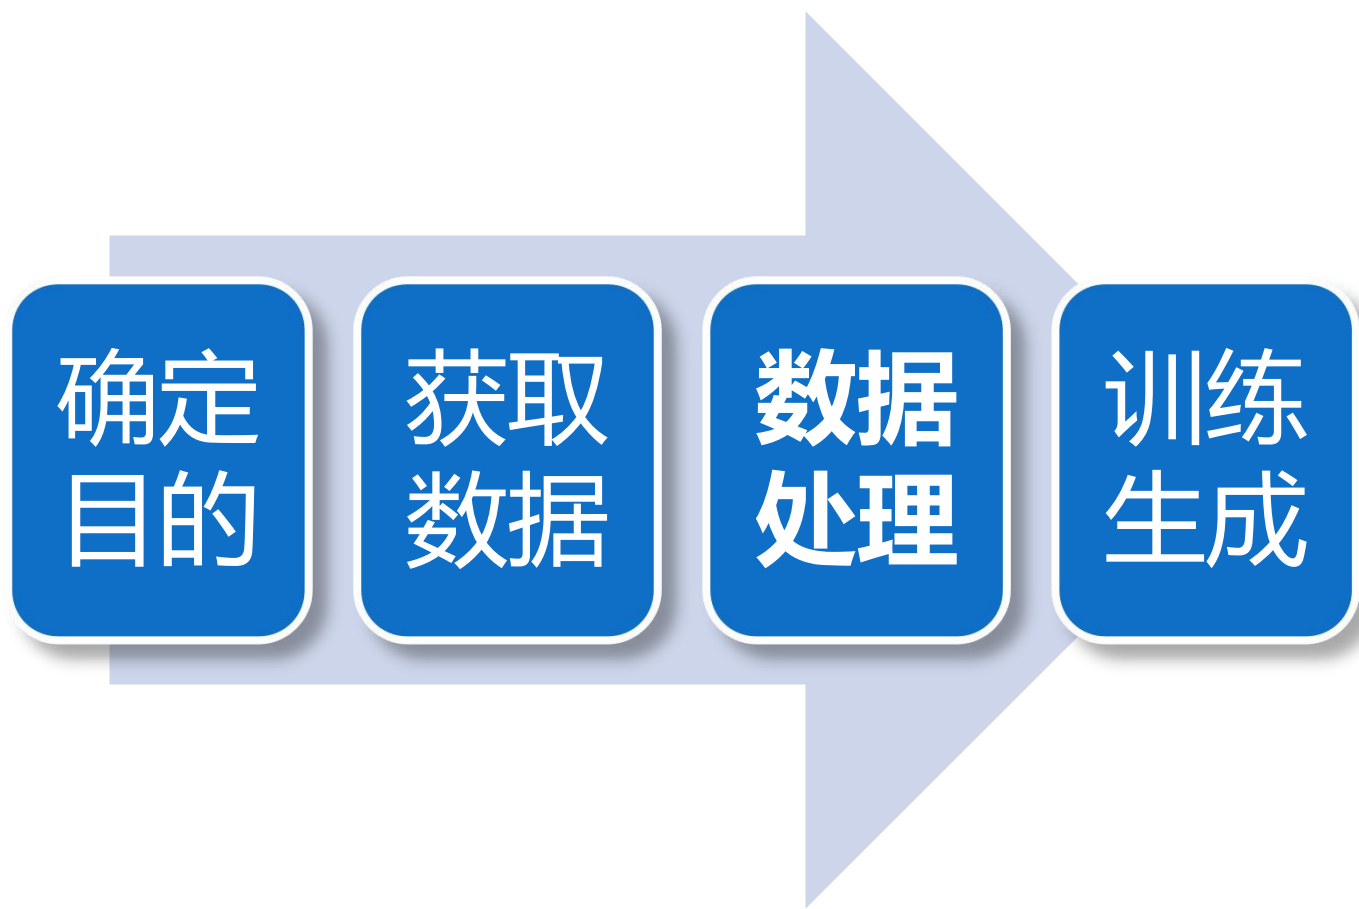 确定
目的
获取
数据
数据
处理
训练
生成